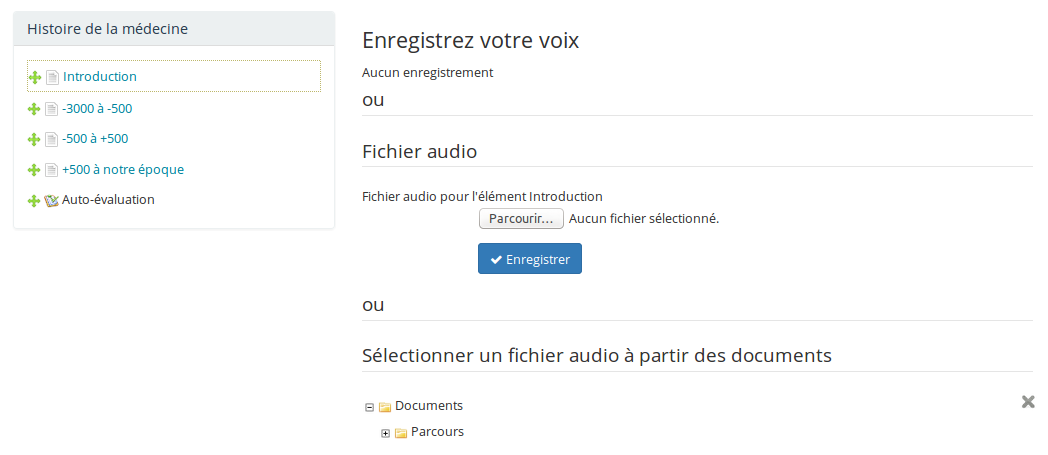 Histoire de la médecine
Introduction
-3000 à -500
-500 à +500
+500 à notre époque
Auto-évaluation
Enregistrez votre voix
Aucun enregistrement
ou
Fichier audio
Fichier audio pour l'élément Introduction
Parcourir... Aucun fichier sélectionné.
Enregistrer
ou
Sélectionner un fichier audio à partir des documents
Documents
Parcours